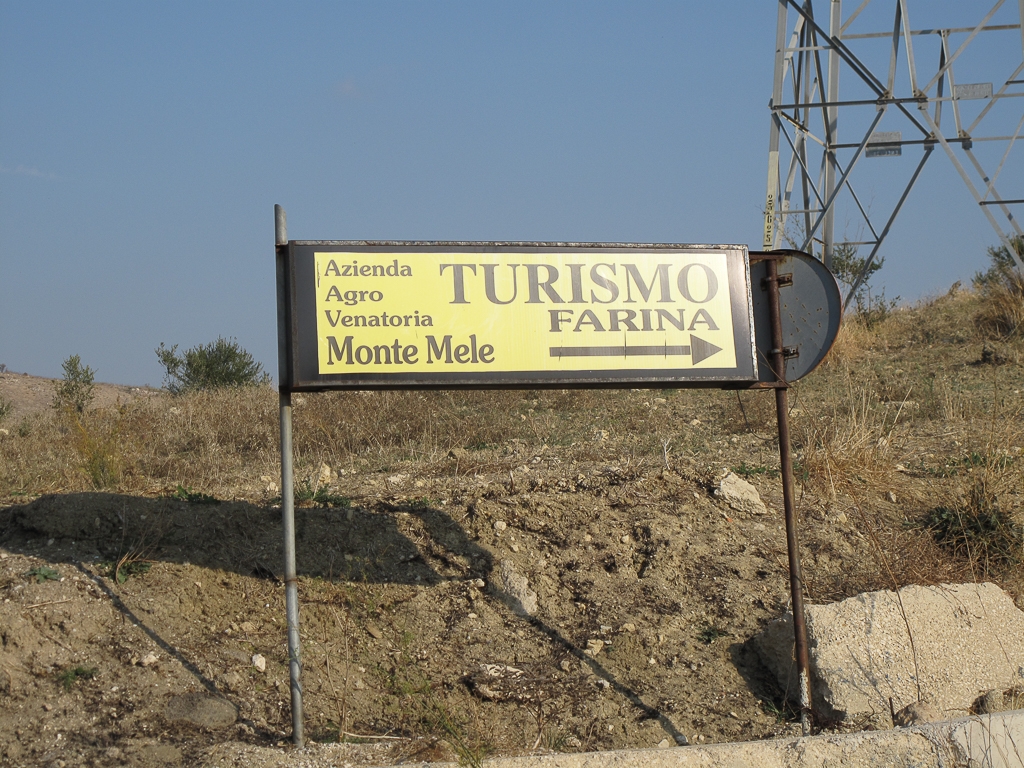 Azienda
Agro
Venatoria
Monte Mele
TURISMO
FARINA